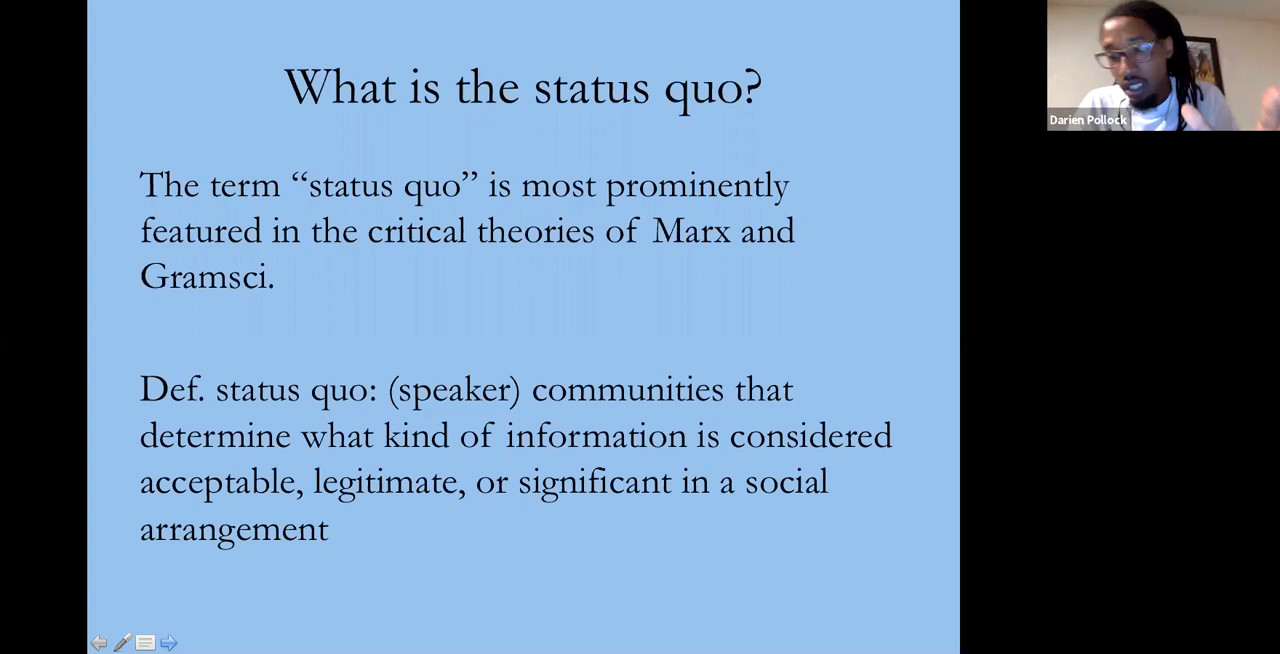 What is the status quo?
The term “status quo” is most prominently
featured in the critical theories of Marx and
Gramsci.
Def. status quo: (speaker) communities that
determine what kind of information is considered
acceptable, legitimate, or significant in a social
arrangement
Darien Pollock